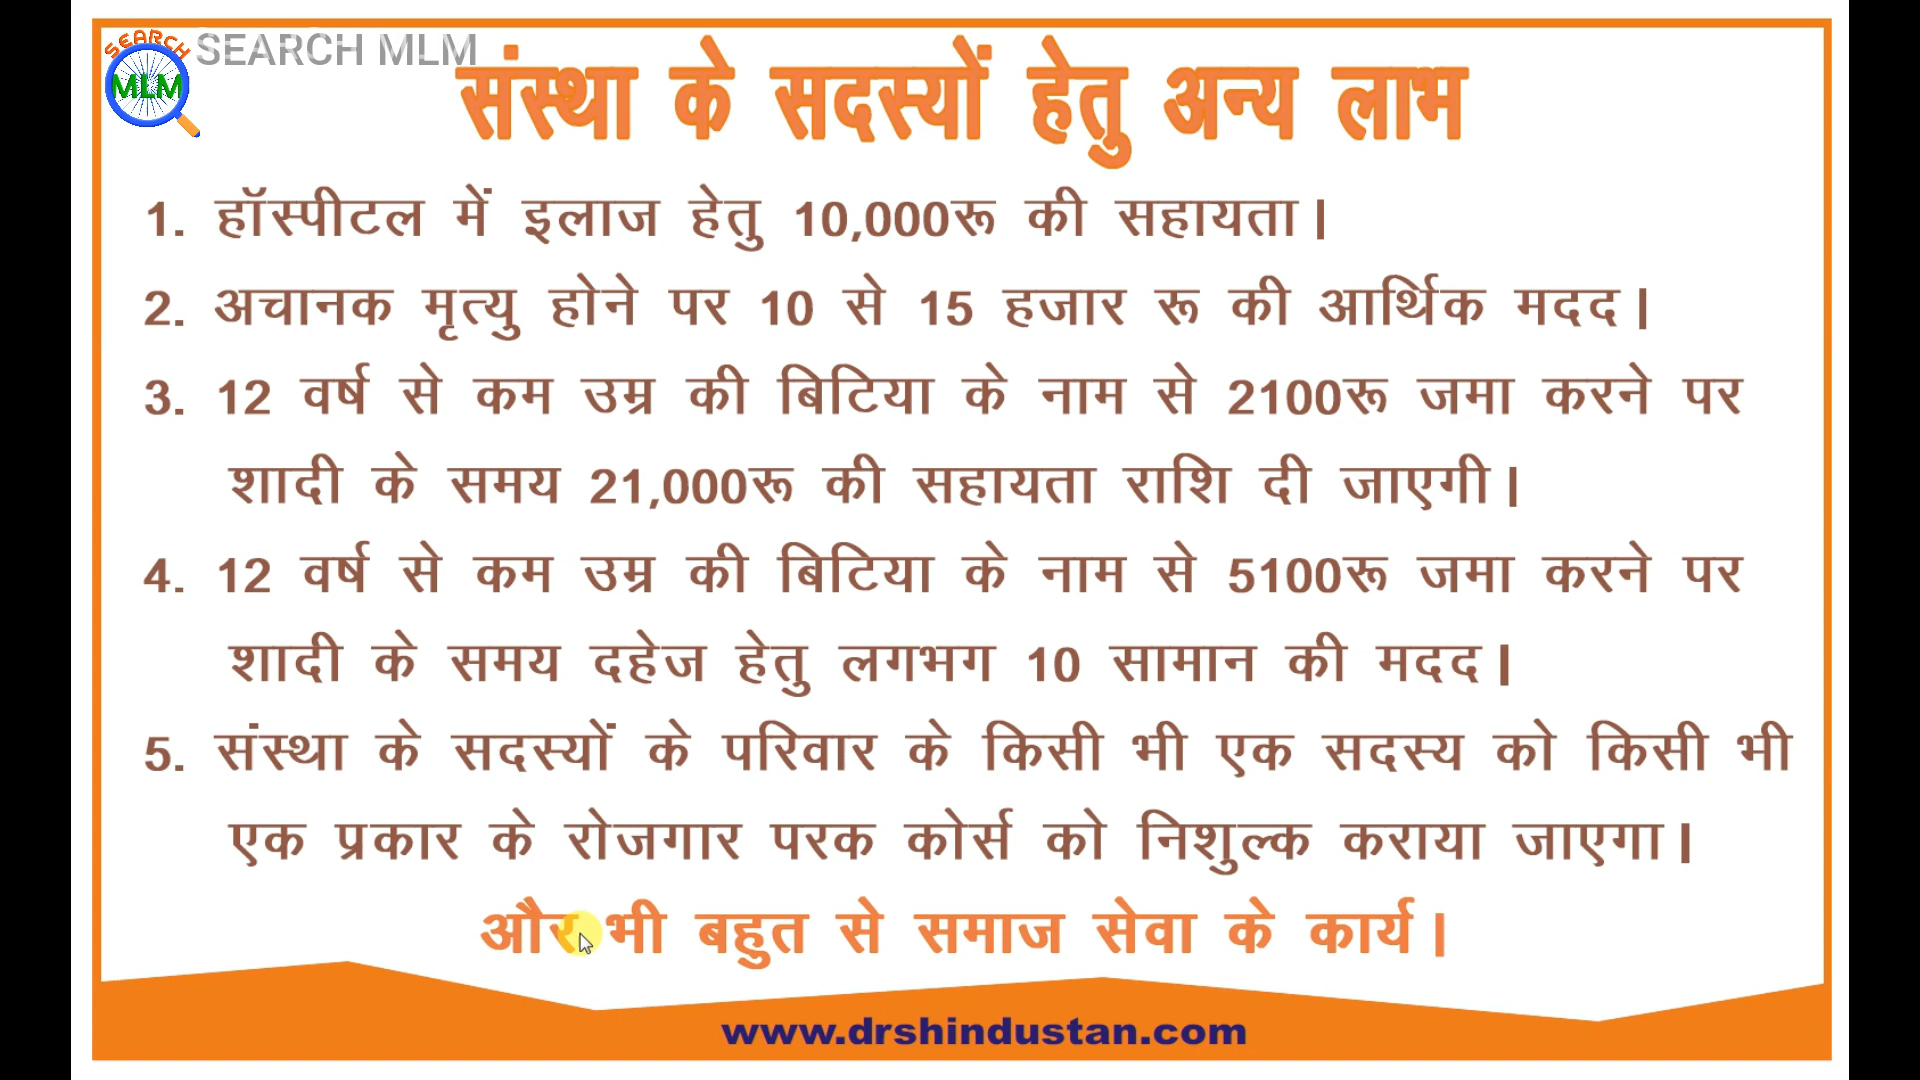 SEARCH MLM
SEARCH
MLM
संस्था के सदस्यों हेतु अन्य लाभ
1. हॉस्पीटल में इलाज हेतु 10,000रू की सहायता।
2. अचानक मृत्यु होने पर 10 से 15 हजार रू की आर्थिक मदद।
3. 12 वर्ष से कम उम्र की बिटिया के नाम से 2100रू जमा करने पर
शादी के समय 21,000रू की सहायता राशि दी जाएगी।
4. 12 वर्ष से कम उम्र की बिटिया के नाम से 5100रू जमा करने पर
शादी के समय दहेज हेतु लगभग 10 सामान की मदद।
5. संस्था के सदस्यों के परिवार के किसी भी एक सदस्य को किसी भी
एक प्रकार के रोजगार परक कोर्स को निशुल्क कराया जाएगा।
और भी बहुत से समाज सेवा के कार्य।
www.drshindustan.com